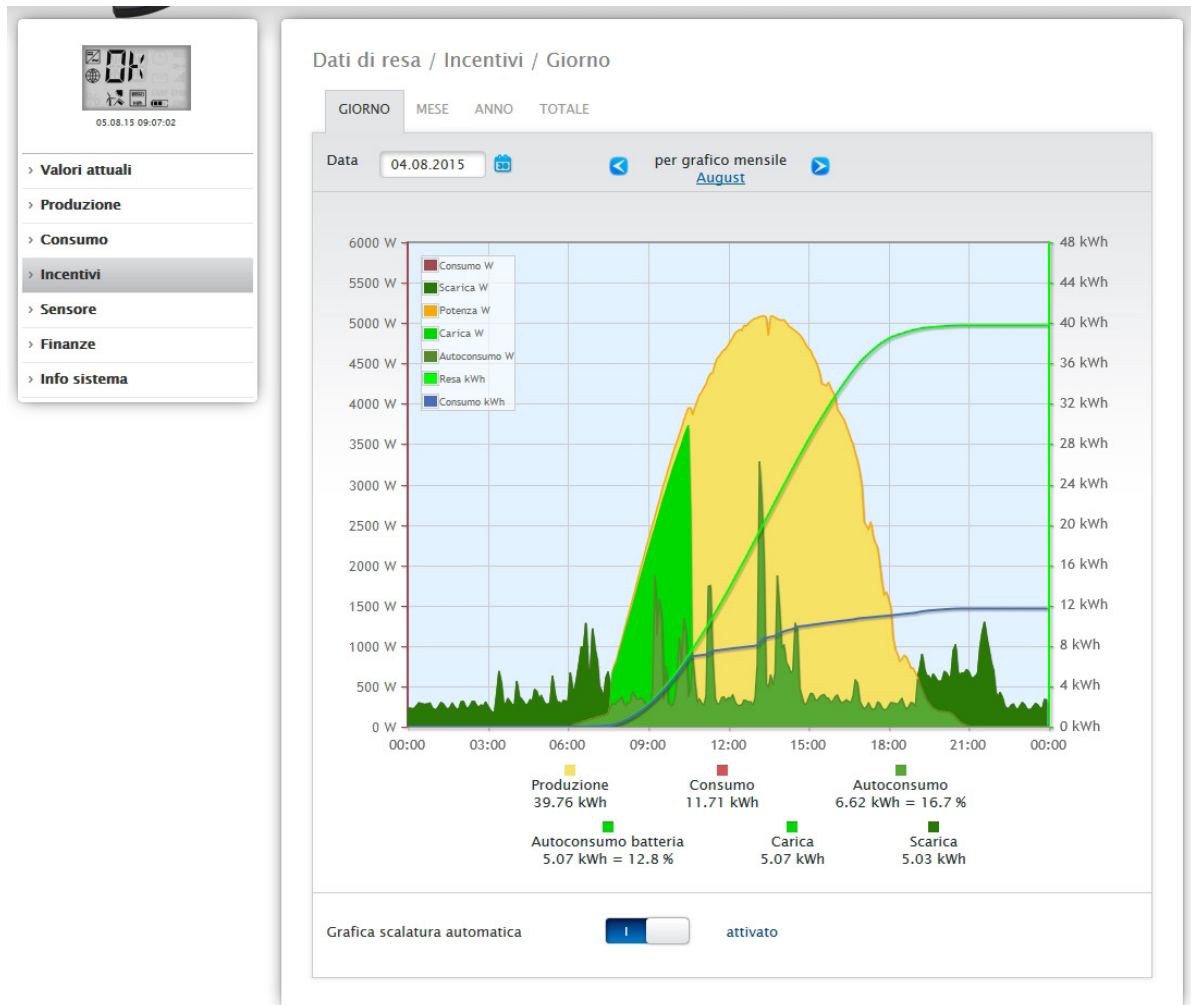 OK
05.08.15 09:07:02
› Valori attuali
› Produzione
› Consumo
› Incentivi
› Sensore
› Finanze
› Info sistema
Dati di resa / Incentivi / Giorno
GIORNO MESE ANNO TOTALE
Data 04.08.2015 30 per grafico mensile
August
6000 W
5500 W
5000 W
4500 W
4000 W
3500 W
3000 W
2500 W
2000 W
1500 W
1000 W
500 W
0 W
Consumo W
Scarica W
Potenza W
Carica W
Autoconsumo W
Resa kWh
Consumo kWh
48 kWh
44 kWh
40 kWh
36 kWh
32 kWh
28 kWh
24 kWh
20 kWh
16 kWh
12 kWh
8 kWh
4 kWh
0 kWh
00:00 03:00 06:00 09:00 12:00 15:00 18:00 21:00 00:00
Produzione Consumo Autoconsumo
39.76 kWh 11.71 kWh 6.62 kWh = 16.7 %
Autoconsumo batteria Carica Scarica
5.07 kWh = 12.8 % 5.07 kWh 5.03 kWh
Grafica scalatura automatica I attivato